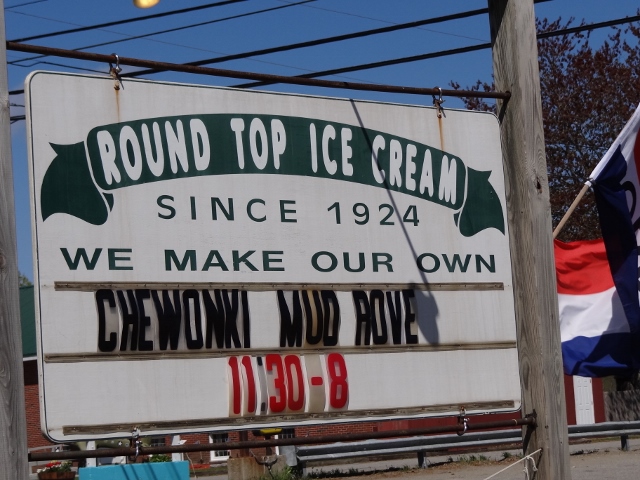 ROUND TOP ICE CREAM
SINCE 1924
WE MAKE OUR OWN
CHEWONKI MUD ROVE
11:30-8